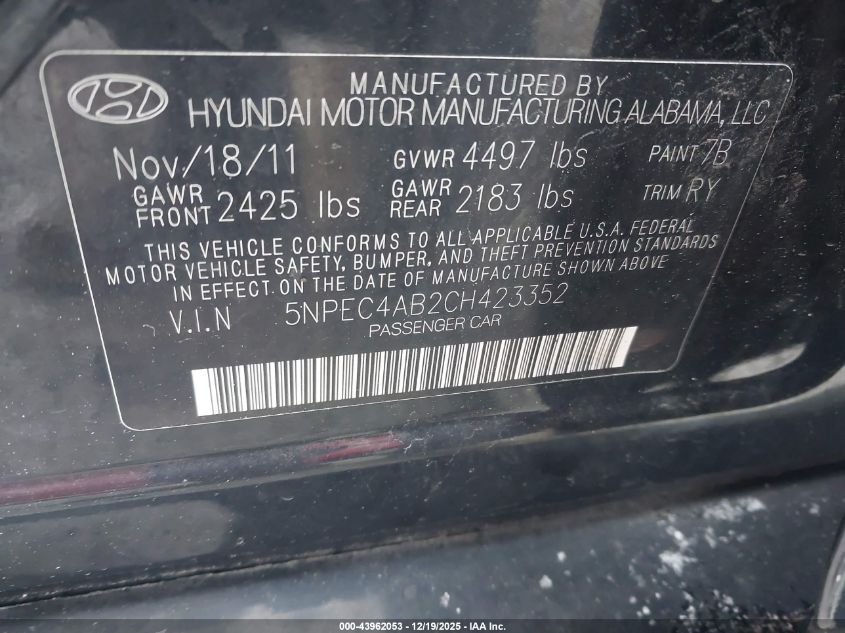 MANUFACTURED BY
HYUNDAI MOTOR MANUFACTURING ALABAMA, LLC
Nov/18/11 GVWR 4497 lbs PAINT 7B
GAWR FRONT 2425 lbs GAWR REAR 2183 lbs TRIM RY
THIS VEHICLE CONFORMS TO ALL APPLICABLE U.S.A. FEDERAL
MOTOR VEHICLE SAFETY, BUMPER, AND THEFT PREVENTION STANDARDS
IN EFFECT ON THE DATE OF MANUFACTURE SHOWN ABOVE
V.I.N 5NPEC4AB2CH423352
PASSENGER CAR
000-43962053 - 12/19/2025 - IAA Inc.